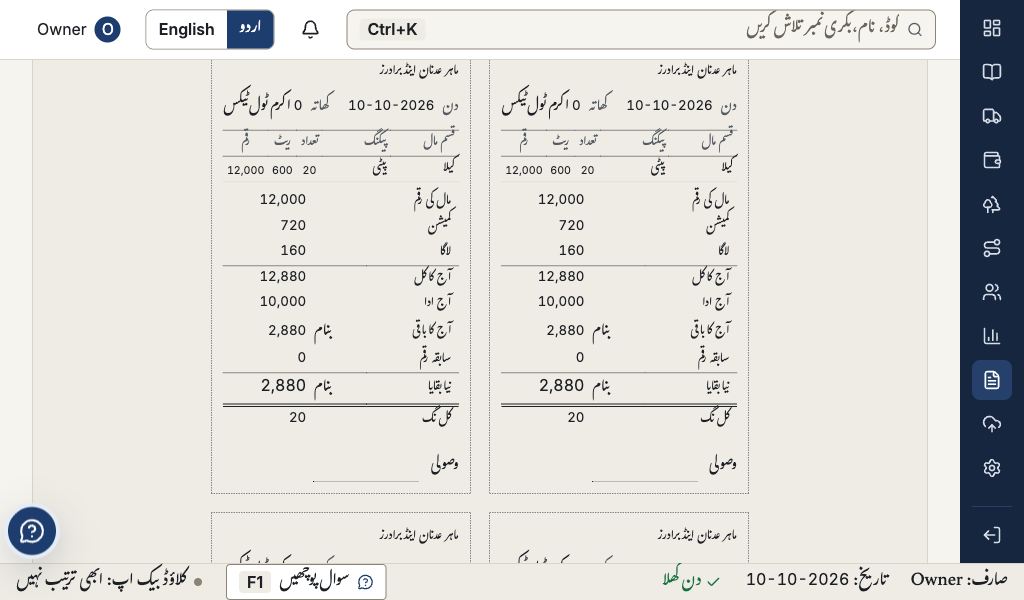 کوڈ، نام، بکری نمبر تلاش کریں Ctrl+K
اردو English
Owner O
ماہر عدنان اینڈ برادرز
دن 10-10-2026 کھاتہ 0 اکرم ٹول ٹیکس
قسم مال پیکنگ تعداد ریٹ رقم
کیلا پیٹی 20 600 12,000
مال کی رقم 12,000
کمیشن 720
لاگا 160
آج کا کل 12,880
آج ادا 10,000
آج کا باقی بنام 2,880
سابقہ رقم 0
نیا بقایا بنام 2,880
کل نگ 20
وصولی
ماہر عدنان اینڈ برادرز
دن 10-10-2026 کھاتہ 0 اکرم ٹول ٹیکس
قسم مال پیکنگ تعداد ریٹ رقم
کیلا پیٹی 20 600 12,000
مال کی رقم 12,000
کمیشن 720
لاگا 160
آج کا کل 12,880
آج ادا 10,000
آج کا باقی بنام 2,880
سابقہ رقم 0
نیا بقایا بنام 2,880
کل نگ 20
وصولی
ماہر عدنان اینڈ برادرز
ماہر عدنان اینڈ برادرز
صارف: Owner تاریخ: 10-10-2026 دن کھلا
سوال پوچھیں F1
کلاؤڈ بیک اپ: ابھی ترتیب نہیں